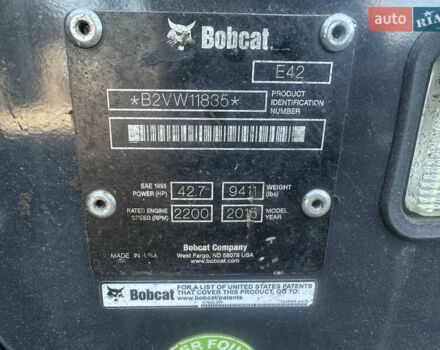 AUTO RIA
Bobcat
E42
*B2VW11835*
PRODUCT
IDENTIFICATION
NUMBER
SAE 1995
POWER (HP) 42.7 9411 WEIGHT
(lbs)
RATED ENGINE
SPEED (RPM) 2200 2015 MODEL
YEAR
Bobcat Company
MADE IN USA West Fargo, ND 58078 USA
www.bobcat.com
Bobcat
FOR A LIST OF UNITED STATES PATENTS
THAT COVER THIS PRODUCT, GO TO:
www.bobcat/patents